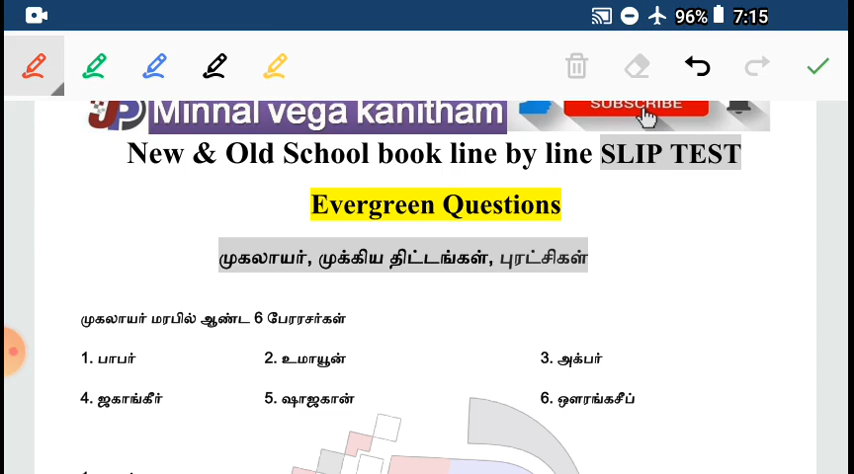 96% 7:15
Minnal vega kanitham
SUBSCRIBE
New & Old School book line by line SLIP TEST
Evergreen Questions
முகலாயர், முக்கிய திட்டங்கள், புரட்சிகள்
முகலாயர் மரபில் ஆண்ட 6 பேரரசர்கள்
1. பாபர் 2. உமாயூன் 3. அக்பர்
4. ஜகாங்கீர் 5. ஷாஜகான் 6. ஔரங்கசீப்